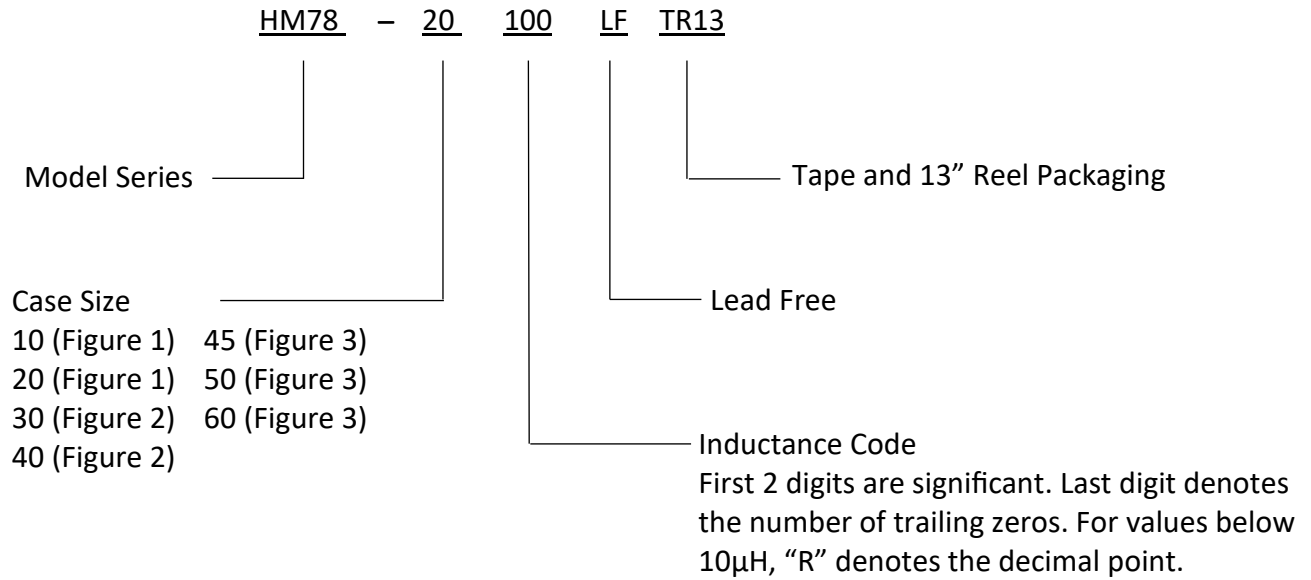 HM78 – 20 100 LF TR13
Model Series
Tape and 13” Reel Packaging
Case Size
10 (Figure 1) 45 (Figure 3)
20 (Figure 1) 50 (Figure 3)
30 (Figure 2) 60 (Figure 3)
40 (Figure 2)
Lead Free
Inductance Code
First 2 digits are significant. Last digit denotes
the number of trailing zeros. For values below
10µH, “R” denotes the decimal point.